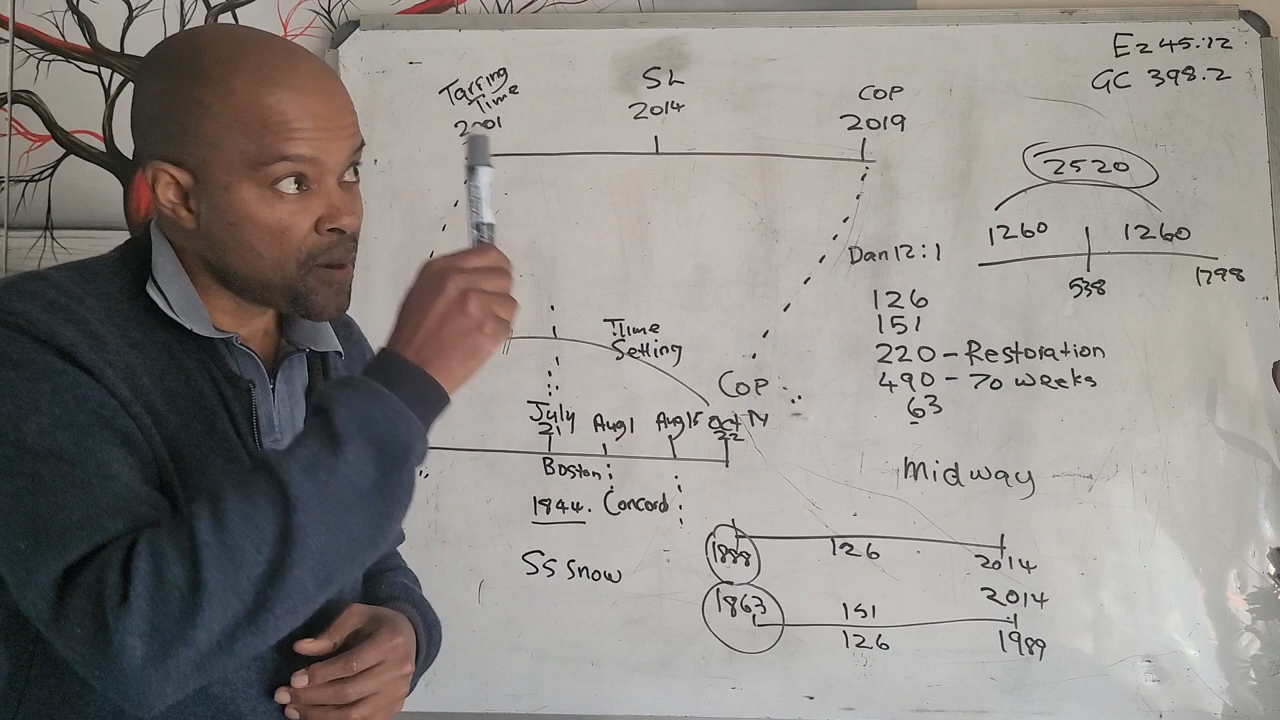 Ez 45:12
GC 398.2
Tarring
Time
2001
SL
2014
COP
2019
2520
1260 1260
538
1798
Dan 12:1
126
151
220 - Restoration
490 - 70 weeks
63
Time
Setting
COP
July
21
Aug 1
Aug 15
Oct
22
Boston
1844. Concord
SS Snow
Midway
1888
126
2014
1863
151
2014
126
1989